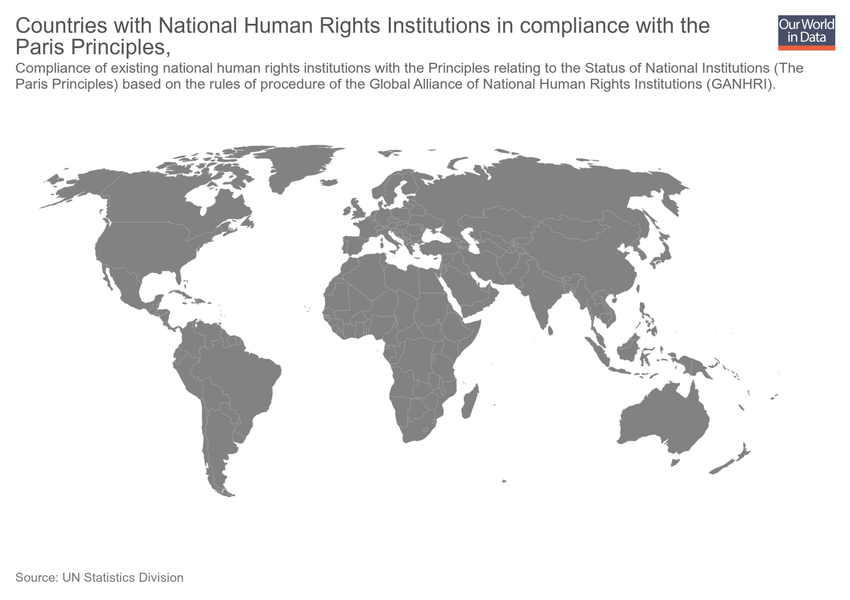 Countries with National Human Rights Institutions in compliance with the
Paris Principles,
Our World
in Data
Compliance of existing national human rights institutions with the Principles relating to the Status of National Institutions (The
Paris Principles) based on the rules of procedure of the Global Alliance of National Human Rights Institutions (GANHRI).
Source: UN Statistics Division